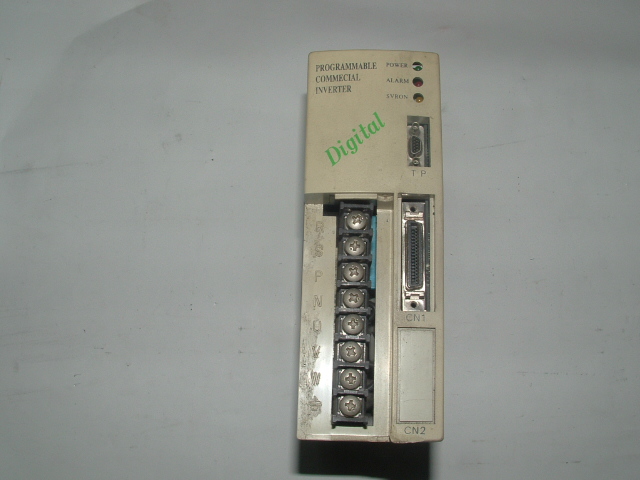 PROGRAMMABLE
COMMECIAL
INVERTER
POWER
ALARM
SVRON
Digital
T P
R
S
P
N
U
V
W
CN1
CN2